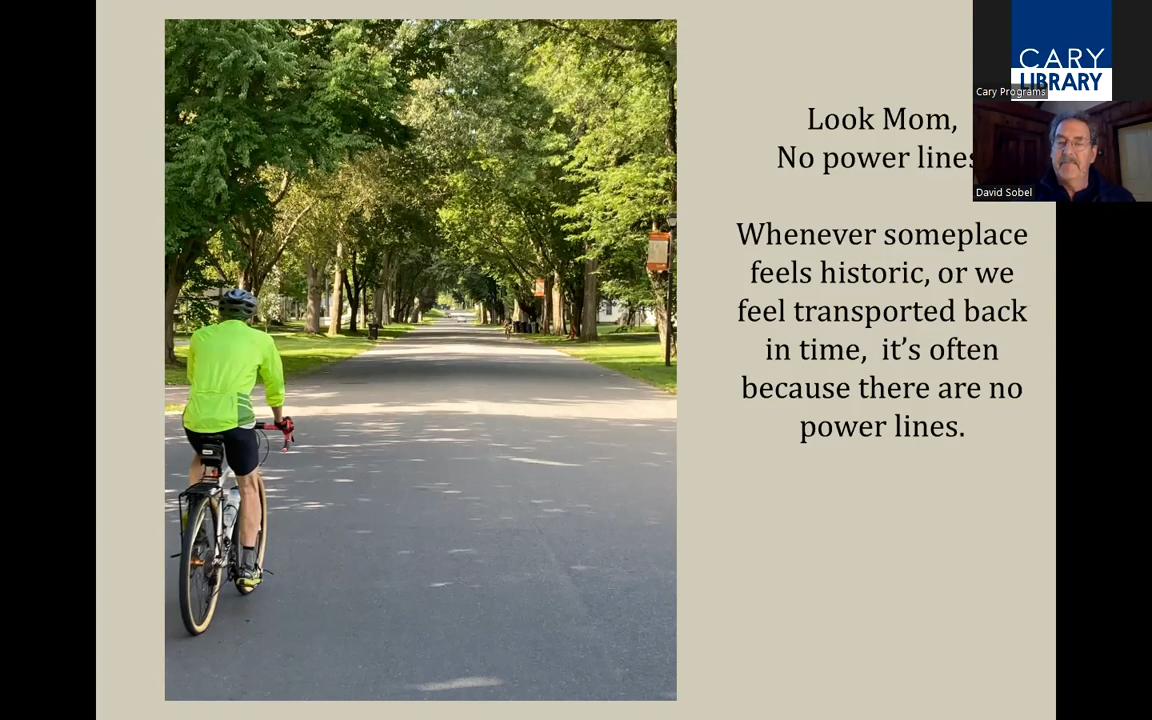 Look Mom,
No power lines
Whenever someplace
feels historic, or we
feel transported back
in time, it’s often
because there are no
power lines.
CARY
LIBRARY
Cary Programs
David Sobel